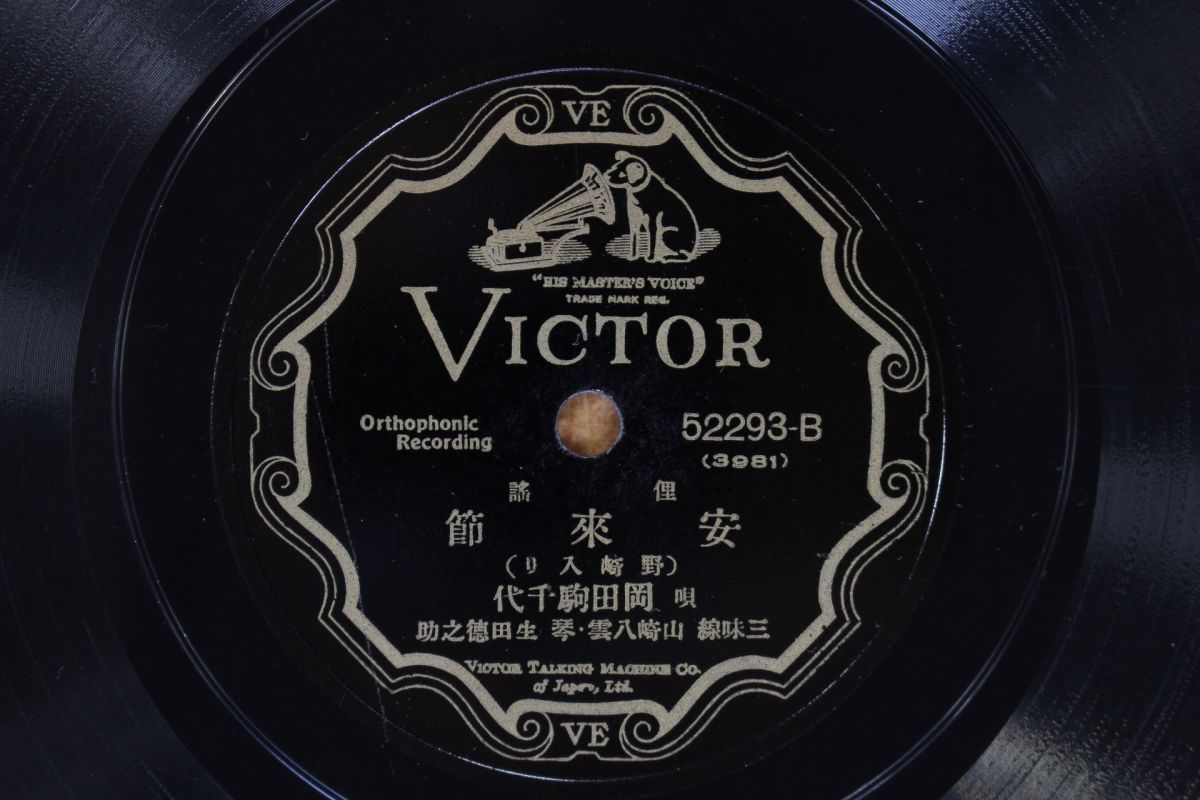 VE
"HIS MASTER'S VOICE"
TRADE MARK REG.
VICTOR
Orthophonic
Recording
52293-B
(3981)
俚謠
安來節
(野崎入り)
唄 岡田駒千代
三味線 山崎八雲・琴 生田德之助
VICTOR TALKING MACHINE CO.
of Japan, Ltd.
VE